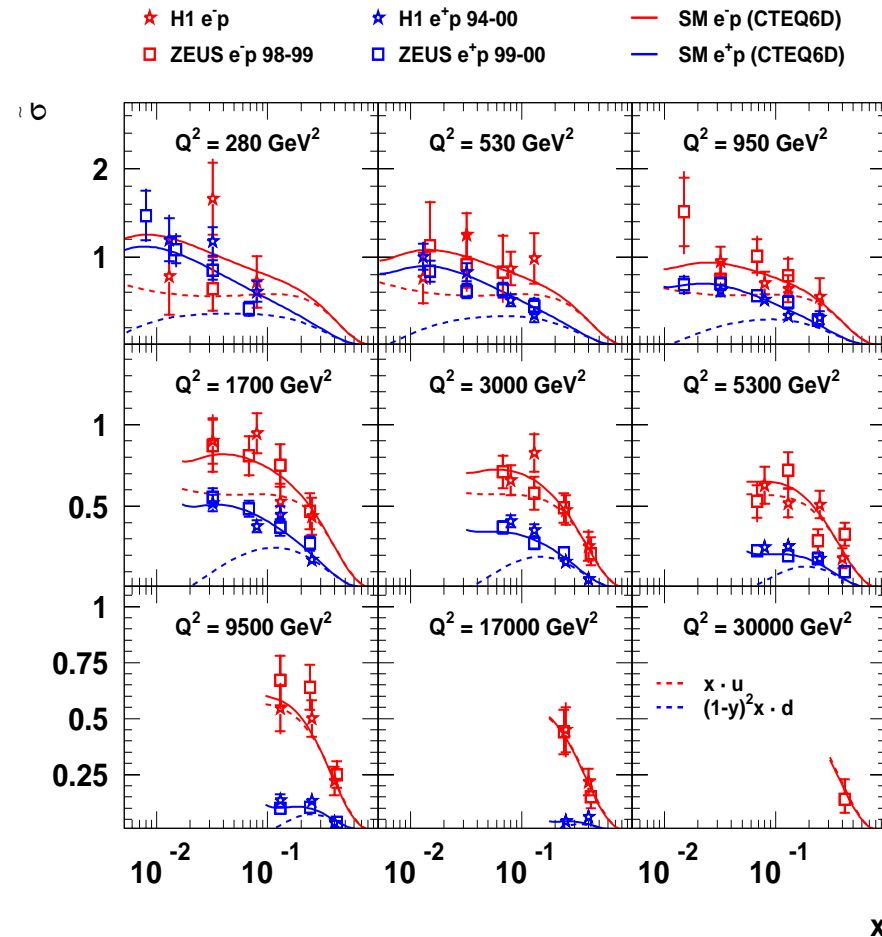 H1 e⁻p H1 e⁺p 94-00 SM e⁻p (CTEQ6D)
ZEUS e⁻p 98-99 ZEUS e⁺p 99-00 SM e⁺p (CTEQ6D)
σ̃
Q² = 280 GeV² Q² = 530 GeV² Q² = 950 GeV²
2
1
Q² = 1700 GeV² Q² = 3000 GeV² Q² = 5300 GeV²
1
0.5
Q² = 9500 GeV² Q² = 17000 GeV² Q² = 30000 GeV²
1
0.75
x · u
(1-y)²x · d
0.5
0.25
10⁻² 10⁻¹ 10⁻² 10⁻¹ 10⁻² 10⁻¹
x